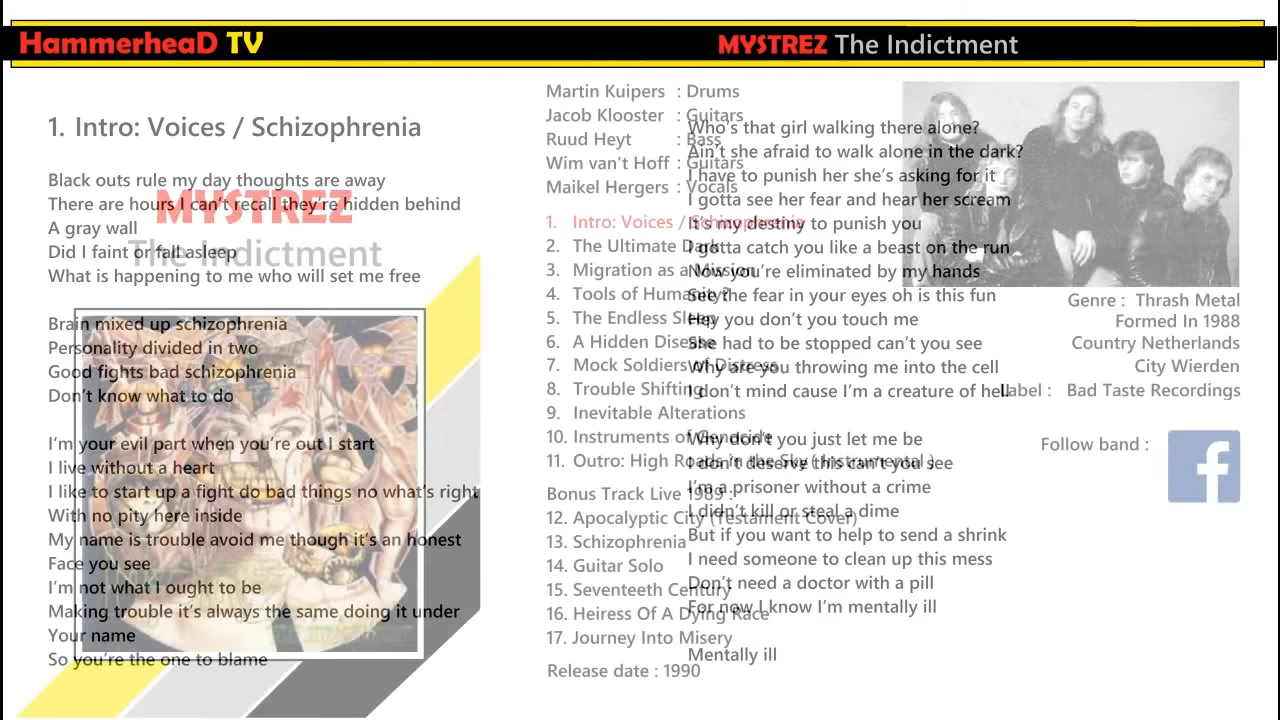 HammerheaD TV
MYSTREZ The Indictment
1. Intro: Voices / Schizophrenia
Black outs rule my day thoughts are away
There are hours I can't recall they're hidden behind
A gray wall
Did I faint or fall asleep
What is happening to me who will set me free
MYSTREZ
The Indictment
Brain mixed up schizophrenia
Personality divided in two
Good fights bad schizophrenia
Don't know what to do
I'm your evil part when you're out I start
I live without a heart
I like to start up a fight do bad things no what's right
With no pity here inside
My name is trouble avoid me though it's an honest
Face you see
I'm not what I ought to be
Making trouble it's always the same doing it under
Your name
So you're the one to blame
Martin Kuipers : Drums
Jacob Klooster : Guitars
Ruud Heyt : Bass
Wim van't Hoff : Guitars
Maikel Hergers : Vocals
1. Intro: Voices / Schizophrenia
2. The Ultimate Dark
3. Migration as a Mission
4. Tools of Humanity?
5. The Endless Sleep
6. A Hidden Disease
7. Mock Soldiers of Distress
8. Trouble Shifting
9. Inevitable Alterations
10. Instruments of Genocide
11. Outro: High Roads in the Sky ( Instrumental )
Bonus Track Live 1989 :
12. Apocalyptic City (Testament Cover)
13. Schizophrenia
14. Guitar Solo
15. Seventeeth Century
16. Heiress Of A Dying Race
17. Journey Into Misery
Release date : 1990
Who's that girl walking there alone?
Ain't she afraid to walk alone in the dark?
I have to punish her she's asking for it
I gotta see her fear and hear her scream
It's my destiny to punish you
I gotta catch you like a beast on the run
Now you're eliminated by my hands
See the fear in your eyes oh is this fun
Hey you don't you touch me
She had to be stopped can't you see
Why are you throwing me into the cell
I don't mind cause I'm a creature of hell
Why don't you just let me be
I don't deserve this can't you see
I'm a prisoner without a crime
I didn't kill or steal a dime
But if you want to help to send a shrink
I need someone to clean up this mess
Don't need a doctor with a pill
For now I know I'm mentally ill
Mentally ill
Genre : Thrash Metal
Formed In 1988
Country Netherlands
City Wierden
Label : Bad Taste Recordings
Follow band :
f